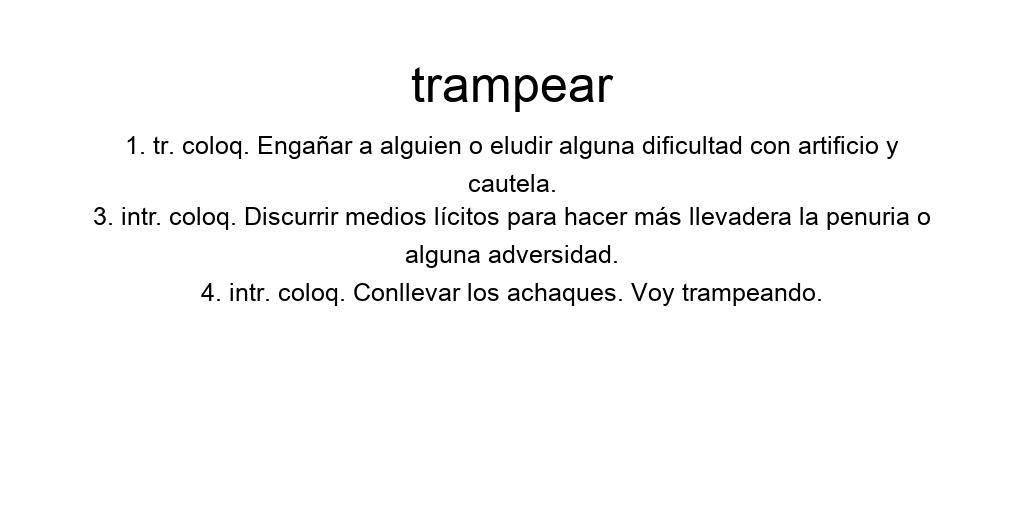 trampear
1. tr. coloq. Engañar a alguien o eludir alguna dificultad con artificio y
cautela.
3. intr. coloq. Discurrir medios lícitos para hacer más llevadera la penuria o
alguna adversidad.
4. intr. coloq. Conllevar los achaques. Voy trampeando.